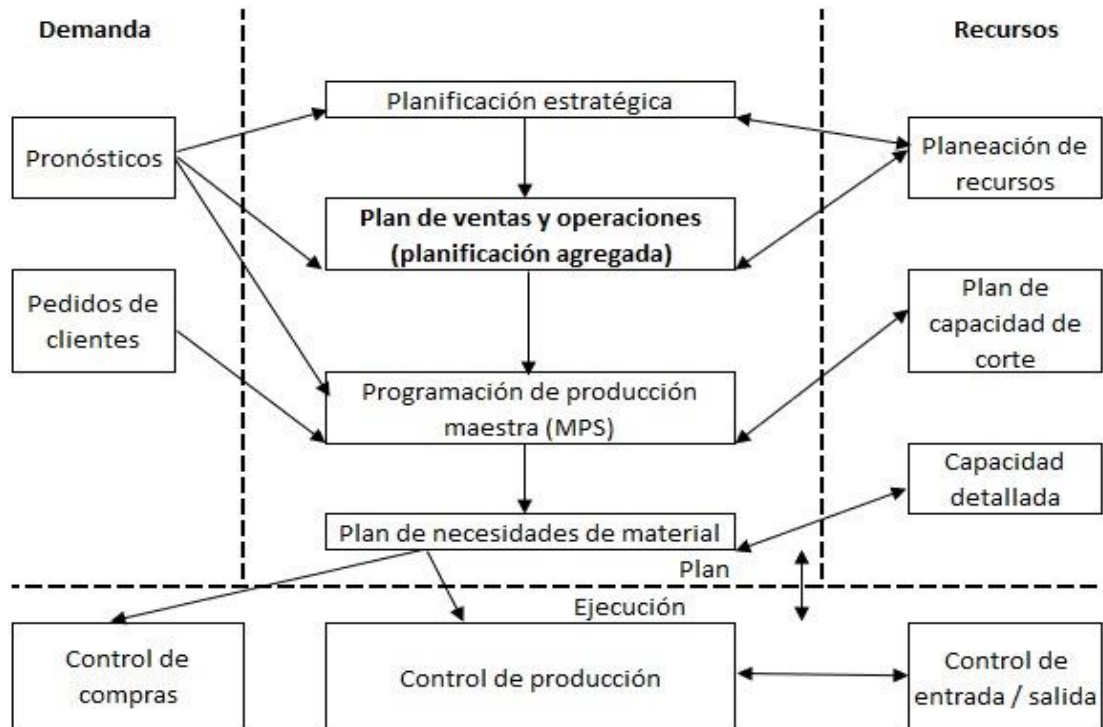 Demanda
Recursos
Planificación estratégica
Pronósticos
Planeación de
recursos
Plan de ventas y operaciones
(planificación agregada)
Pedidos de
clientes
Plan de
capacidad de
corte
Programación de producción
maestra (MPS)
Capacidad
detallada
Plan de necesidades de material
Plan
Ejecución
Control de
compras
Control de producción
Control de
entrada / salida